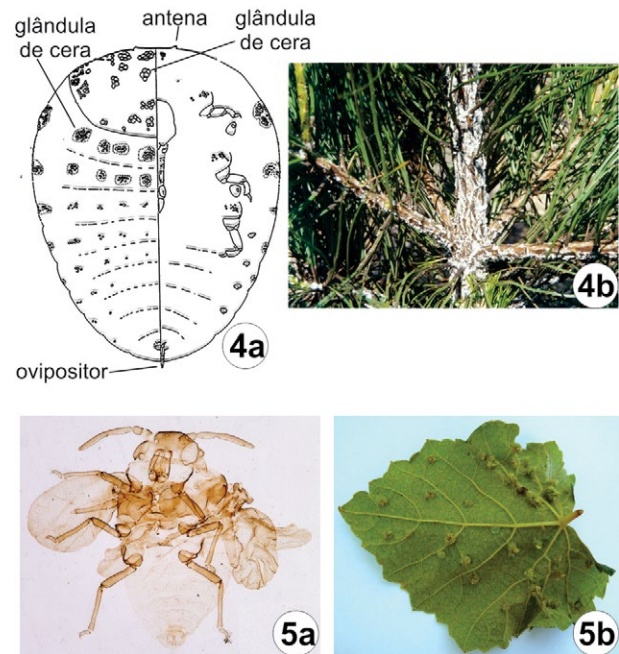 antena
glândula
de cera
glândula
de cera
4a
ovipositor
4b
5a
5b